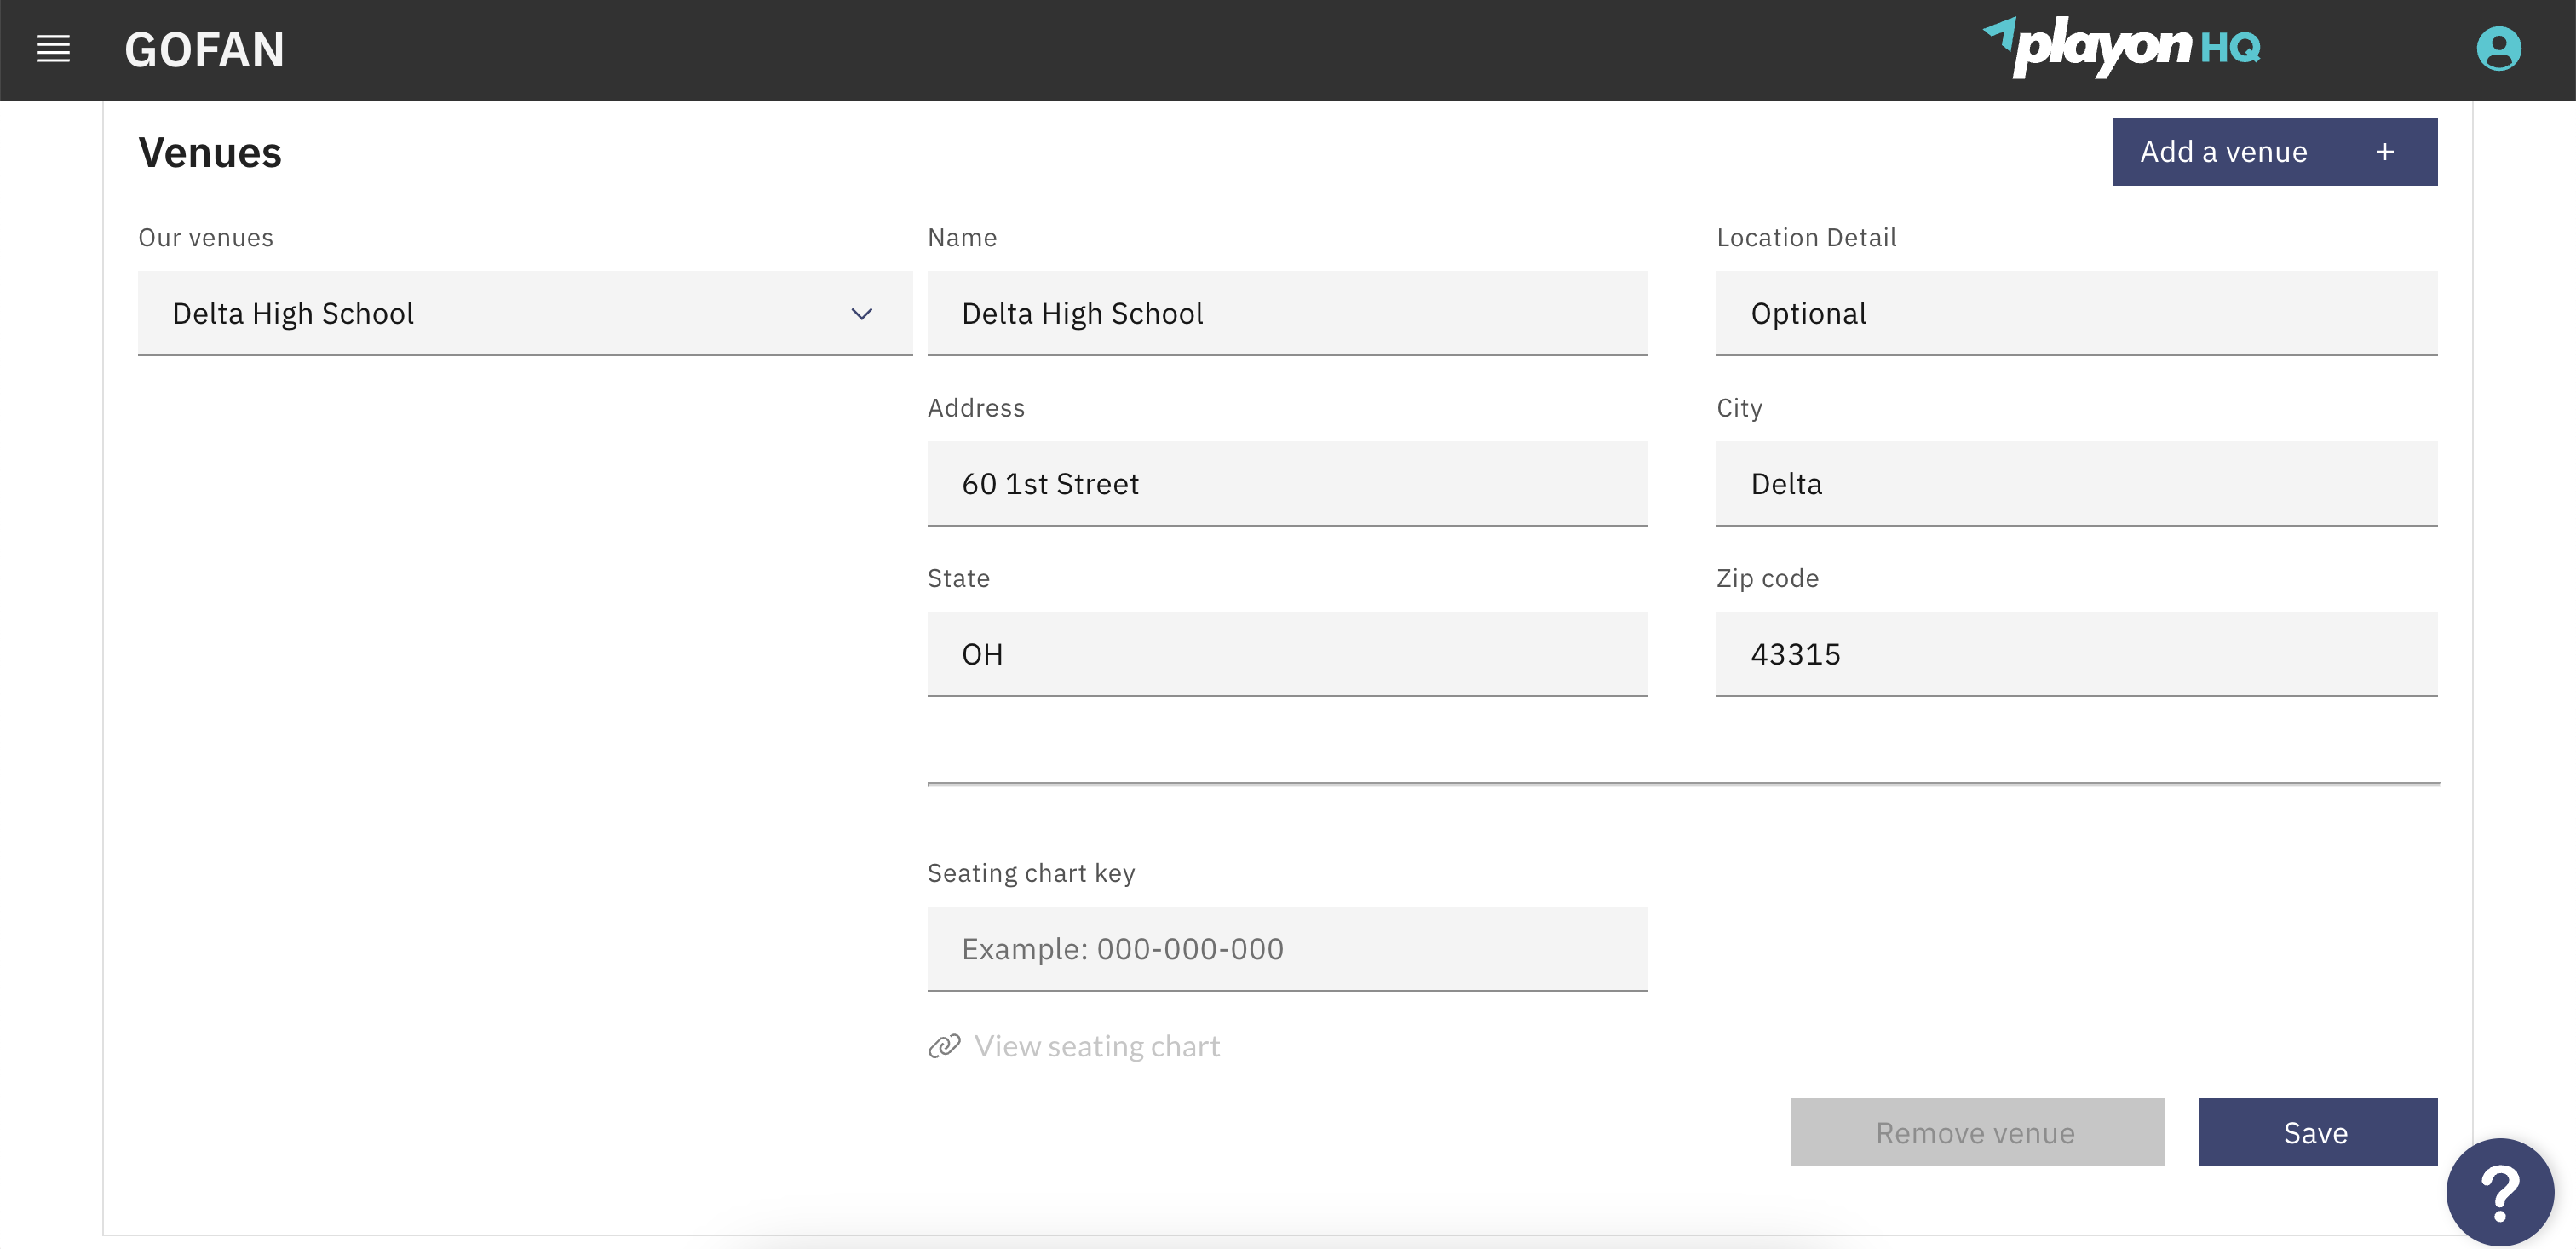 GOFAN
playon HQ
Venues
Add a venue +
Our venues
Name
Location Detail
Delta High School
Delta High School
Optional
Address
City
60 1st Street
Delta
State
Zip code
OH
43315
Seating chart key
Example: 000-000-000
View seating chart
Remove venue
Save
?